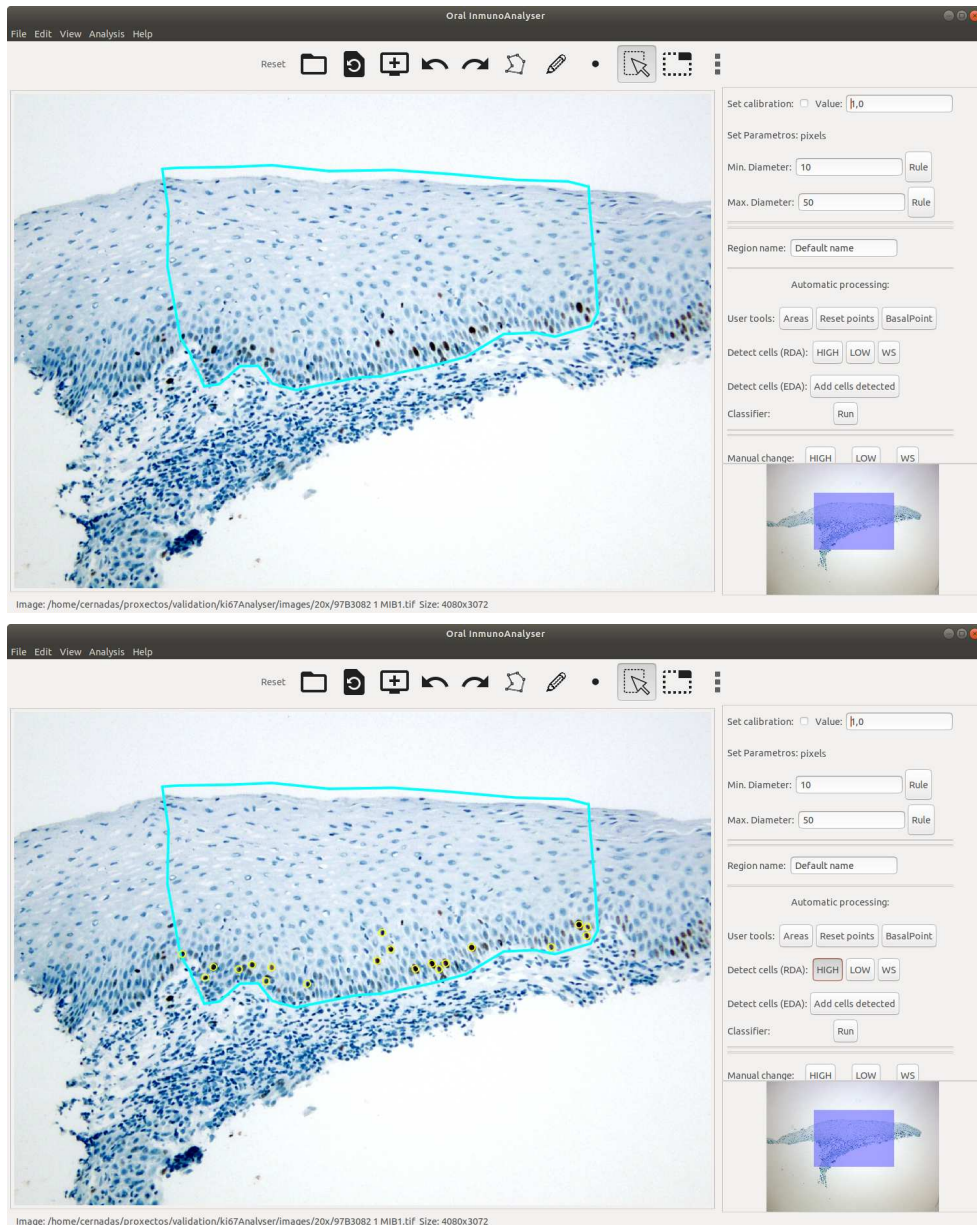 Oral InmunoAnalyser
File Edit View Analysis Help
Reset
Set calibration: Value: 1,0
Set Parametros: pixels
Min. Diameter: 10 Rule
Max. Diameter: 50 Rule
Region name: Default name
Automatic processing:
User tools: Areas Reset points BasalPoint
Detect cells (RDA): HIGH LOW WS
Detect cells (EDA): Add cells detected
Classifier: Run
Manual change: HIGH LOW WS
Image: /home/cernadas/proxectos/validation/ki67Analyser/images/20x/97B3082 1 MIB1.tif Size: 4080x3072
Oral InmunoAnalyser
File Edit View Analysis Help
Reset
Set calibration: Value: 1,0
Set Parametros: pixels
Min. Diameter: 10 Rule
Max. Diameter: 50 Rule
Region name: Default name
Automatic processing:
User tools: Areas Reset points BasalPoint
Detect cells (RDA): HIGH LOW WS
Detect cells (EDA): Add cells detected
Classifier: Run
Manual change: HIGH LOW WS
Image: /home/cernadas/proxectos/validation/ki67Analyser/images/20x/97B3082 1 MIB1.tif Size: 4080x3072